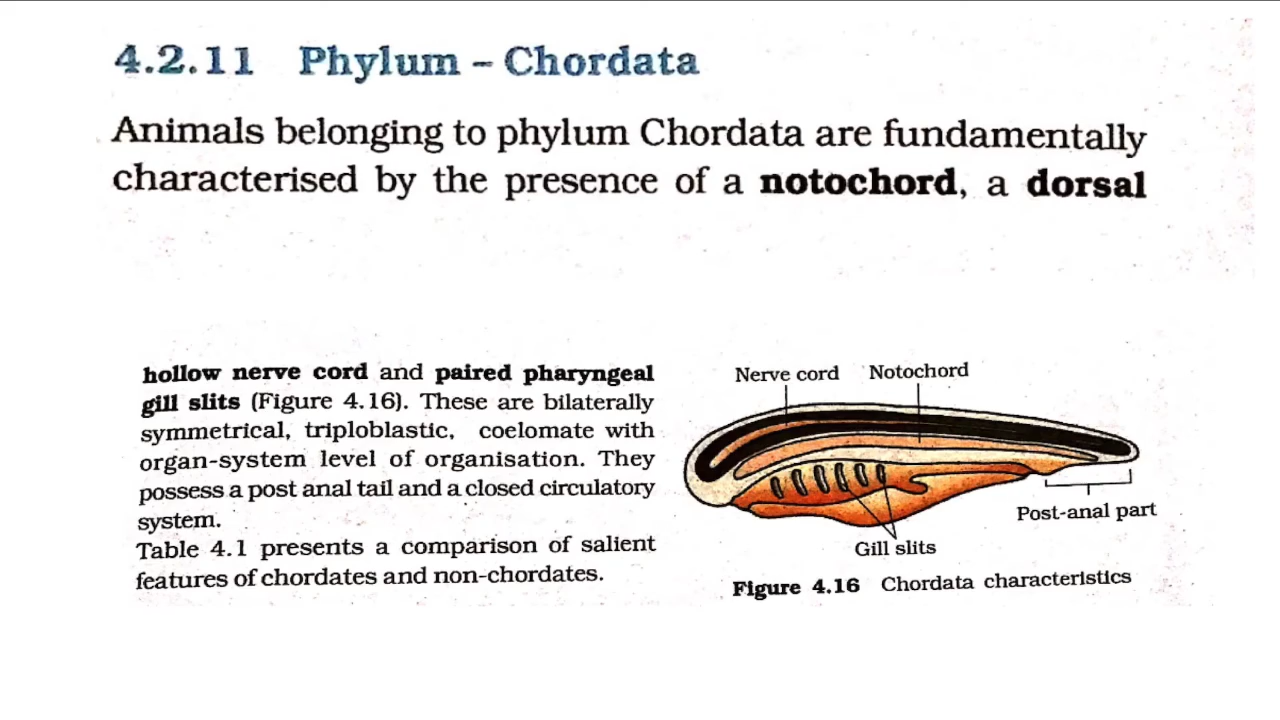 4.2.11 Phylum – Chordata
Animals belonging to phylum Chordata are fundamentally
characterised by the presence of a notochord, a dorsal
hollow nerve cord and paired pharyngeal
gill slits (Figure 4.16). These are bilaterally
symmetrical, triploblastic, coelomate with
organ-system level of organisation. They
possess a post anal tail and a closed circulatory
system.
Table 4.1 presents a comparison of salient
features of chordates and non-chordates.
Nerve cord Notochord
Post-anal part
Gill slits
Figure 4.16 Chordata characteristics